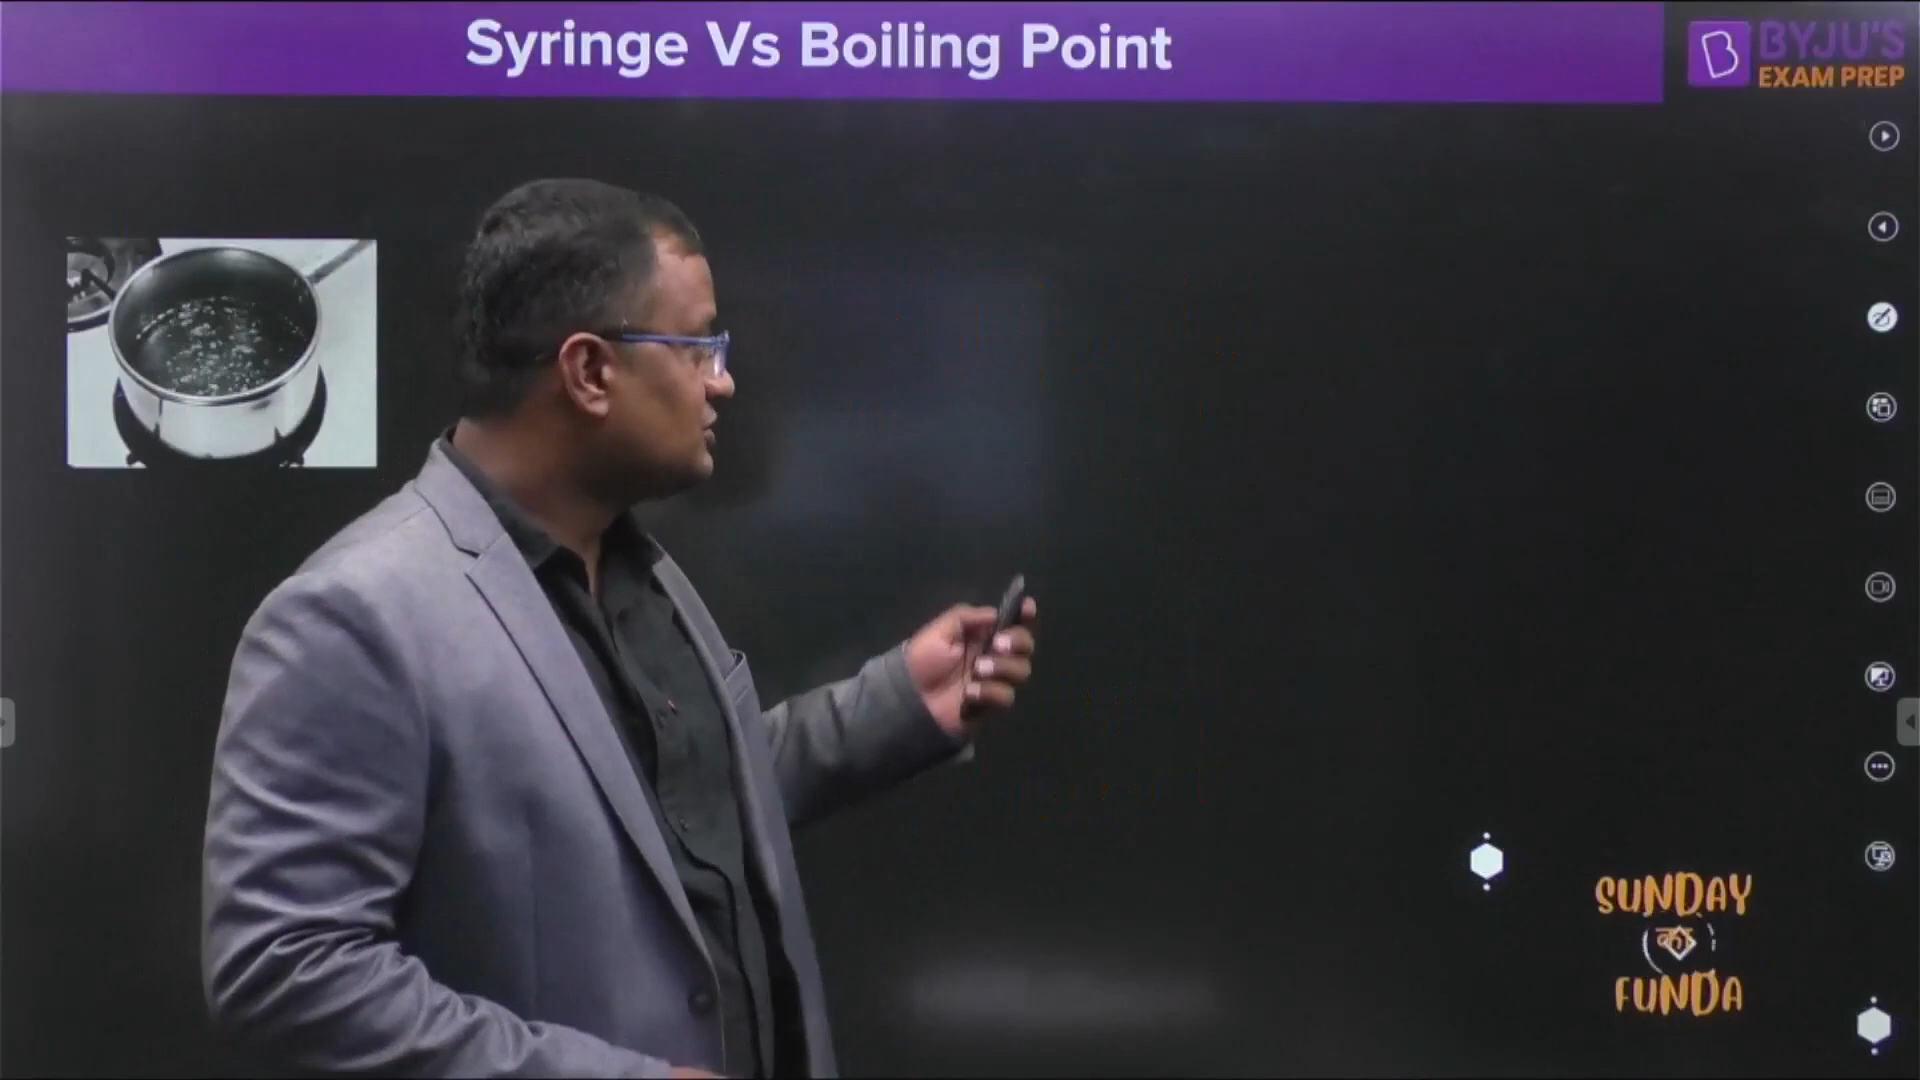 Syringe Vs Boiling Point
BYJU'S
EXAM PREP
SUNDAY
का
FUNDA